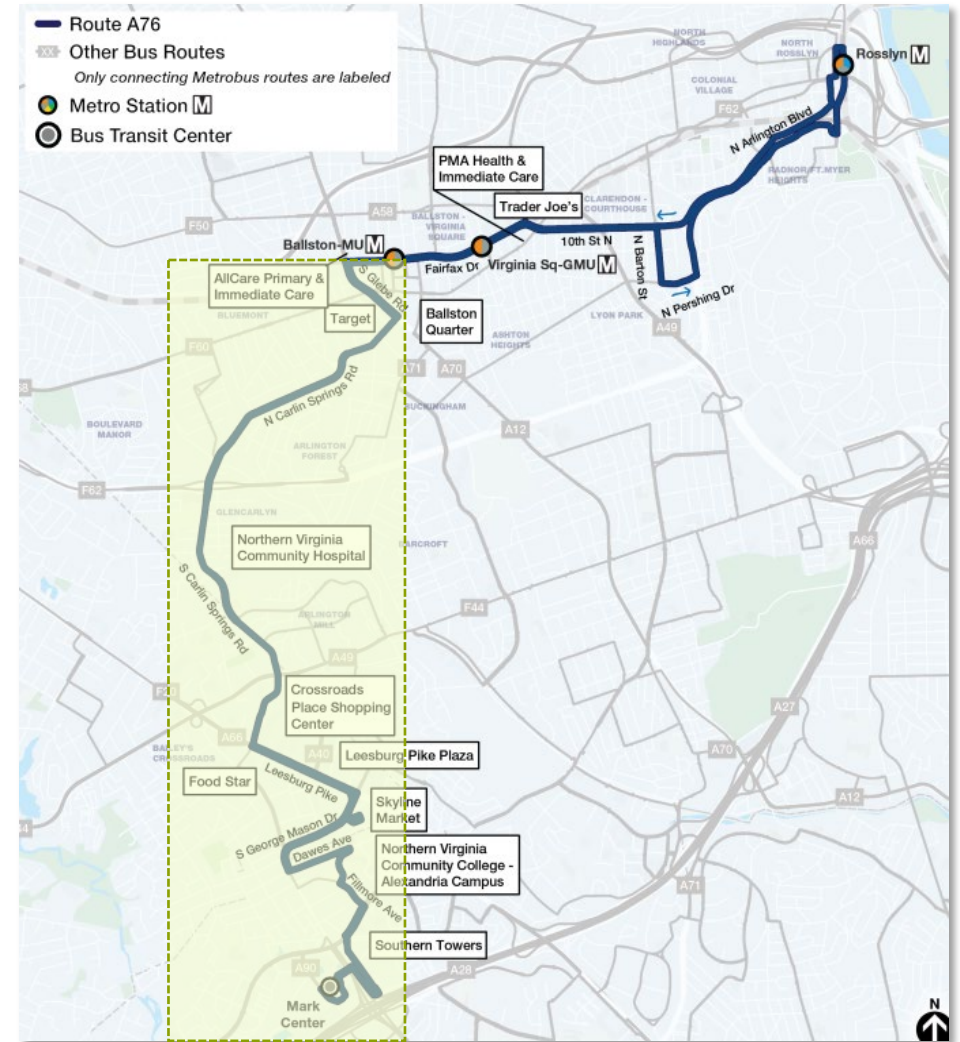 Route A76
XX Other Bus Routes
Only connecting Metrobus routes are labeled
Metro Station M
Bus Transit Center
NORTH
HIGHLANDS
NORTH
ROSSLYN
Rosslyn M
COLONIAL
VILLAGE
F62
N Arlington Blvd
RADNOR/FT.MYER
HEIGHTS
PMA Health &
Immediate Care
Trader Joe's
CLARENDON -
COURTHOUSE
A58
F50
BALLSTON -
VIRGINIA
SQUARE
Ballston-MU M
10th St N
N Barton St
Fairfax Dr
Virginia Sq-GMU M
N Pershing Dr
AllCare Primary &
Immediate Care
S Glebe Rd
BLUEMONT
Target
Ballston
Quarter
LYON PARK
A49
ASHTON
HEIGHTS
F60
A71
A70
N Carlin Springs Rd
BUCKINGHAM
BOULEVARD
MANOR
A12
ARLINGTON
FOREST
F62
GLENCARLYN
Northern Virginia
Community Hospital
BARCROFT
A66
S Carlin Springs Rd
F44
ARLINGTON
MILL
A49
Crossroads
Place Shopping
Center
A27
A66
BAILEY'S
CROSSROADS
A40
Leesburg Pike Plaza
A70
Leesburg Pike
Food Star
Skyline
Market
A12
S George Mason Dr
Dawes Ave
Northern Virginia
Community College -
Alexandria Campus
A71
Fillmore Ave
Southern Towers
A90
A28
Mark
Center
N